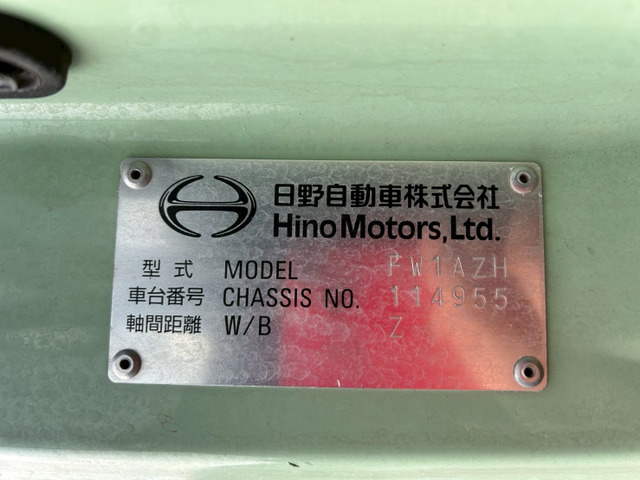 日野自動車株式会社
Hino Motors, Ltd.
型式 MODEL FW1AZH
車台番号 CHASSIS NO. 114955
軸間距離 W/B Z